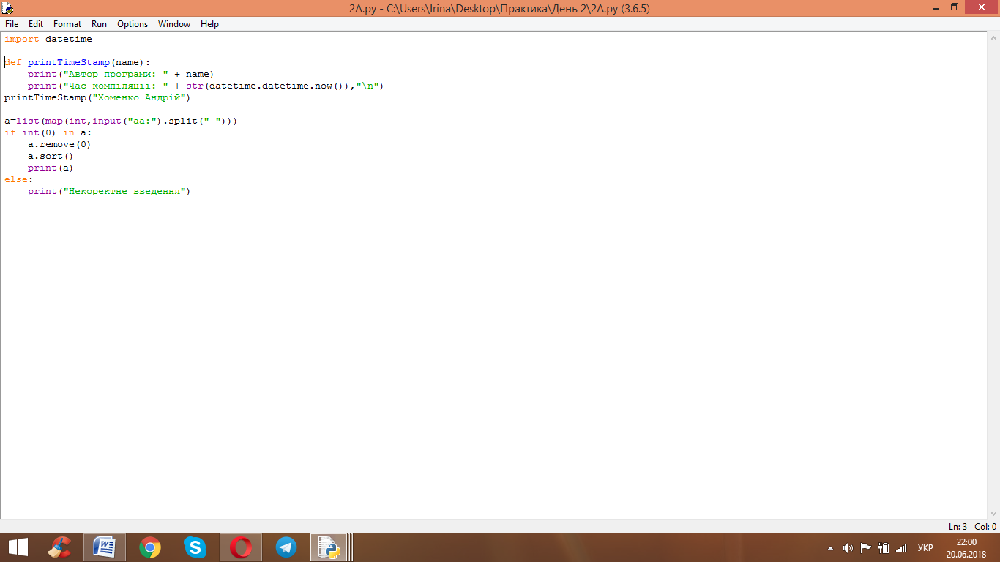 2A.py - C:\Users\Irina\Desktop\Практика\День 2\2A.py (3.6.5)
File Edit Format Run Options Window Help
import datetime
def printTimeStamp(name):
    print("Автор програми: " + name)
    print("Час компіляції: " + str(datetime.datetime.now()),"\n")
printTimeStamp("Хоменко Андрій")
a=list(map(int,input("aa:").split(" ")))
if int(0) in a:
    a.remove(0)
    a.sort()
    print(a)
else:
    print("Некоректне введення")
Ln: 3 Col: 0
УКР
22:00
20.06.2018